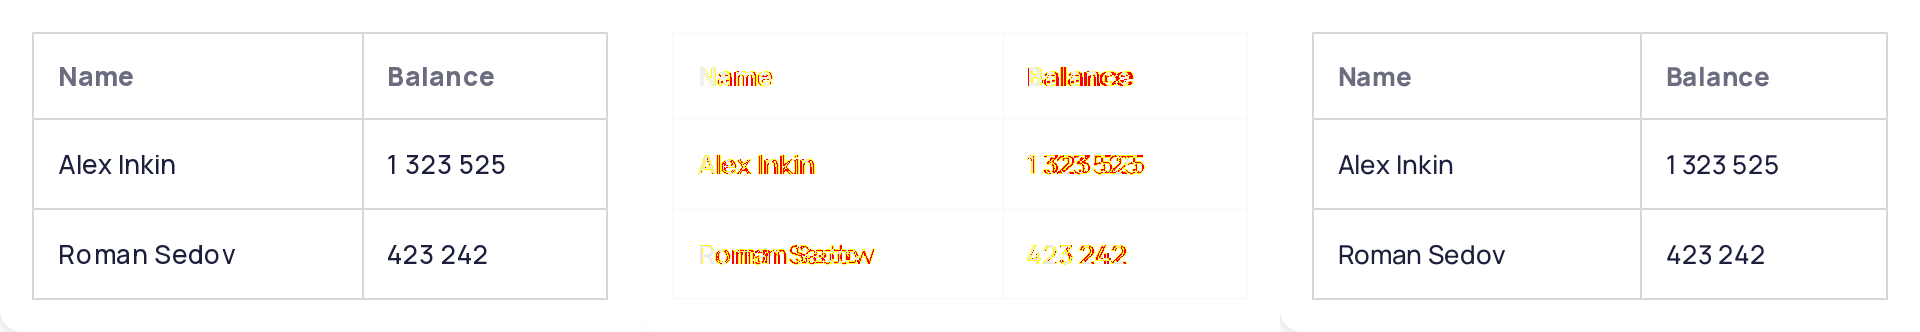 Name Balance Name Balance Name Balance
Alex Inkin 1 323 525 Alex Inkin 1 323 525 Alex Inkin 1 323 525
Roman Sedov 423 242 Roman Sedov 423 242 Roman Sedov 423 242